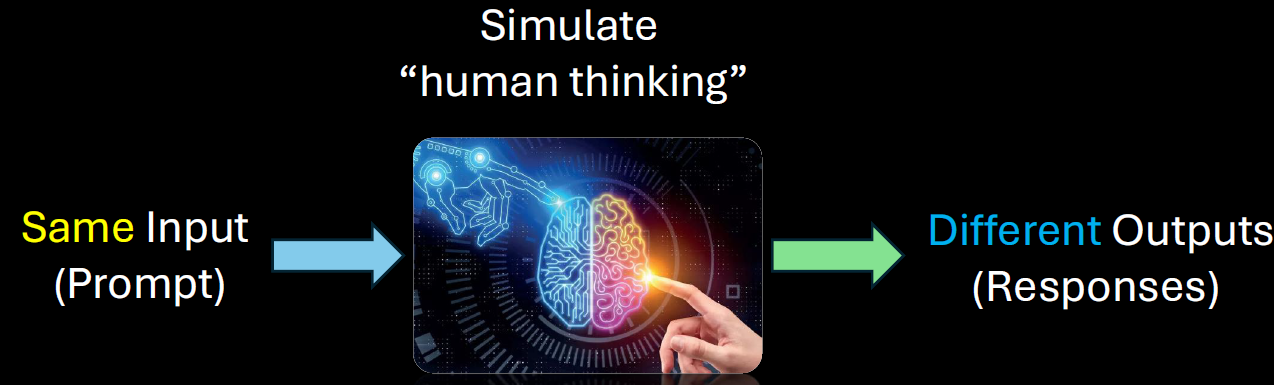 Simulate
“human thinking”
Same Input
(Prompt)
Different Outputs
(Responses)